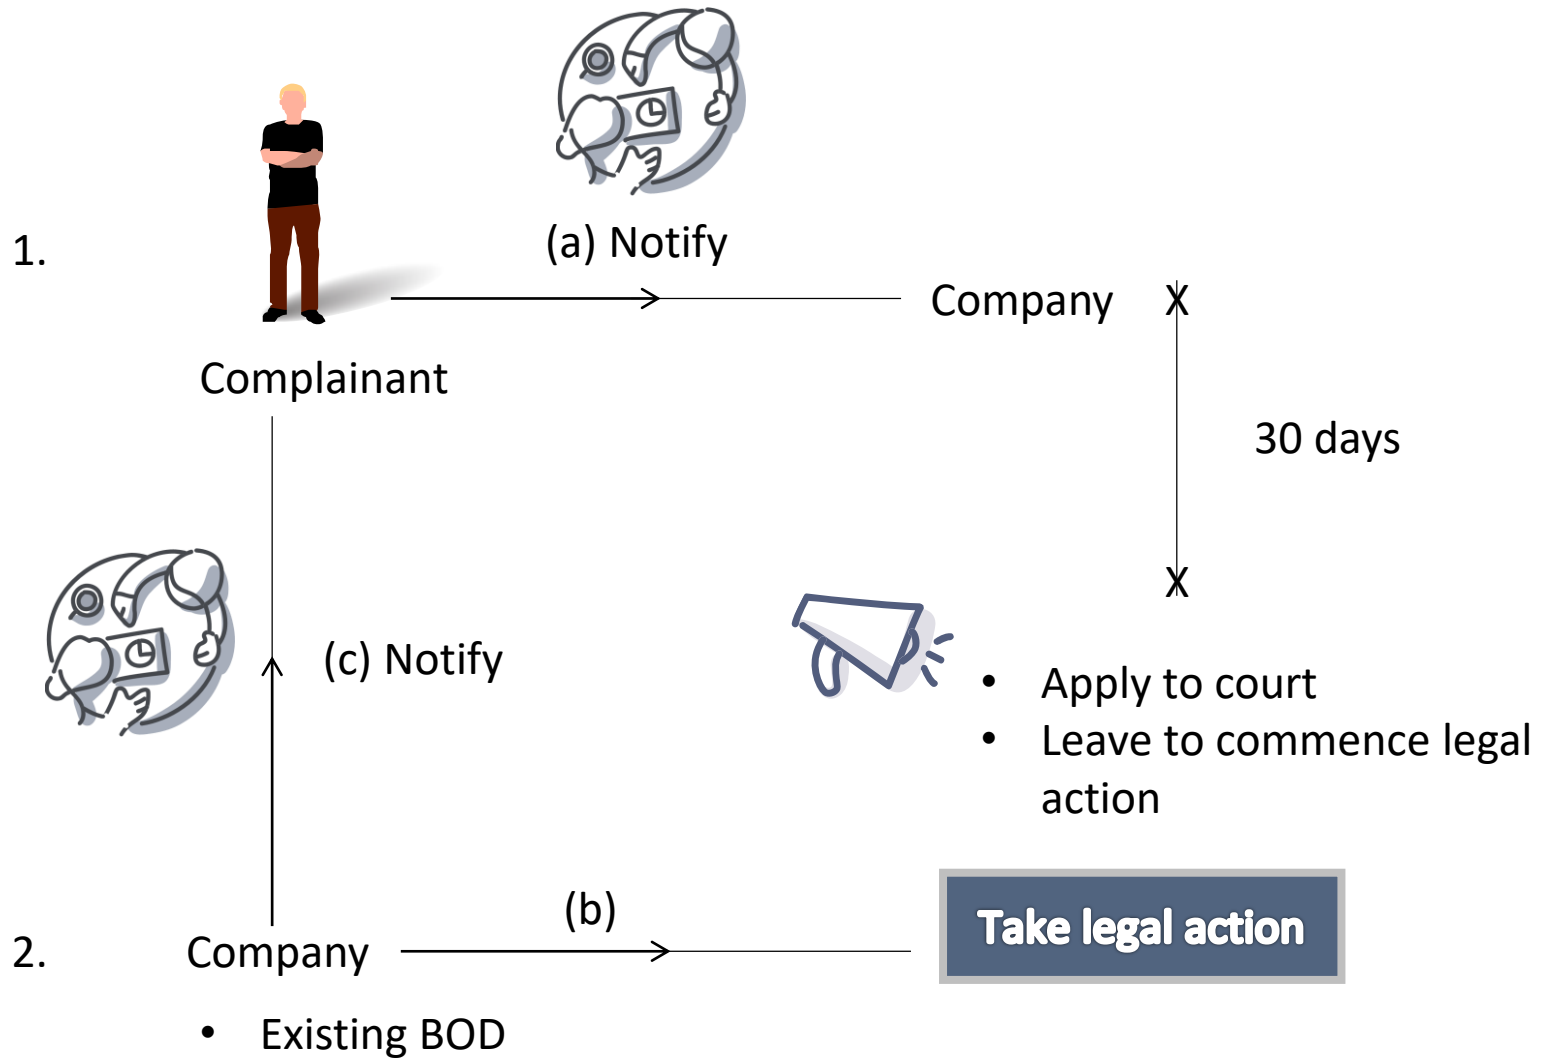 (a) Notify
1.
Company X
Complainant
30 days
X
(c) Notify
• Apply to court
• Leave to commence legal
action
(b)
Take legal action
2.
Company
• Existing BOD